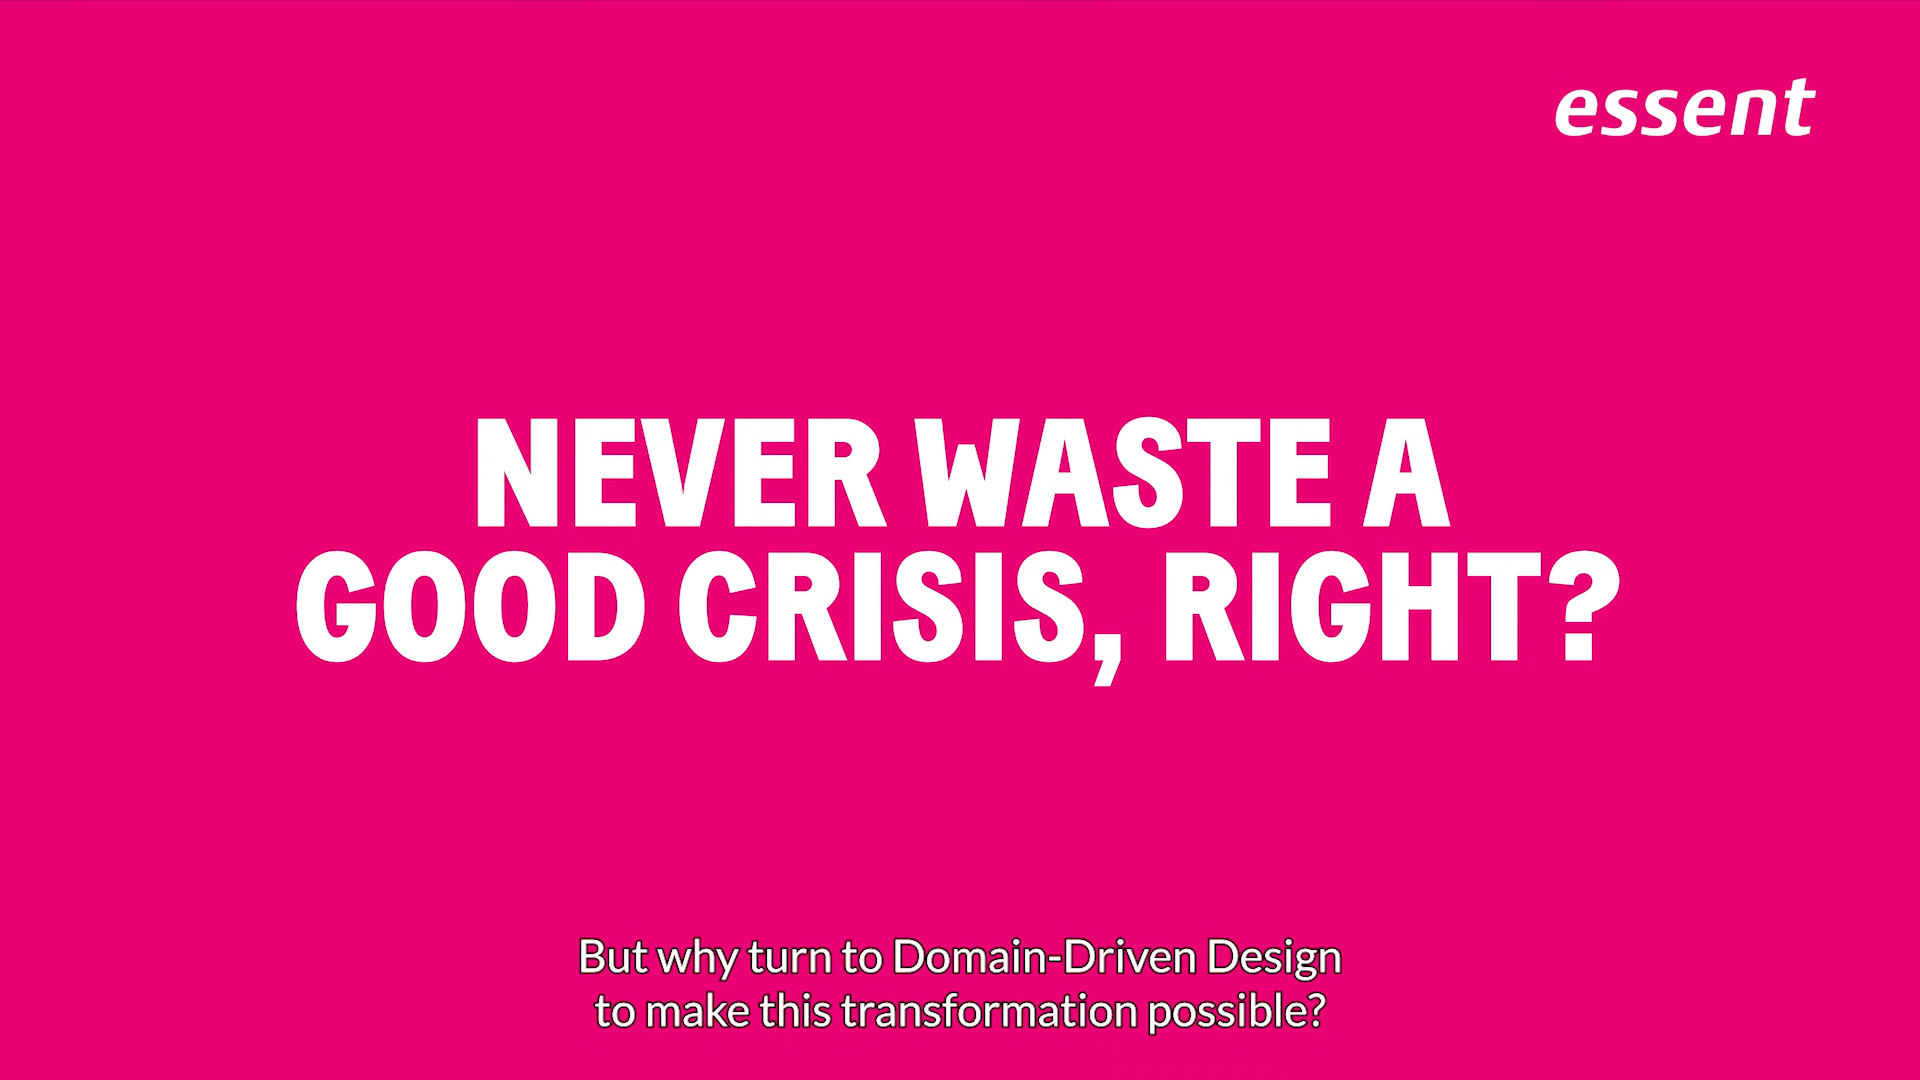 essent
NEVER WASTE A
GOOD CRISIS, RIGHT?
But why turn to Domain-Driven Design
to make this transformation possible?